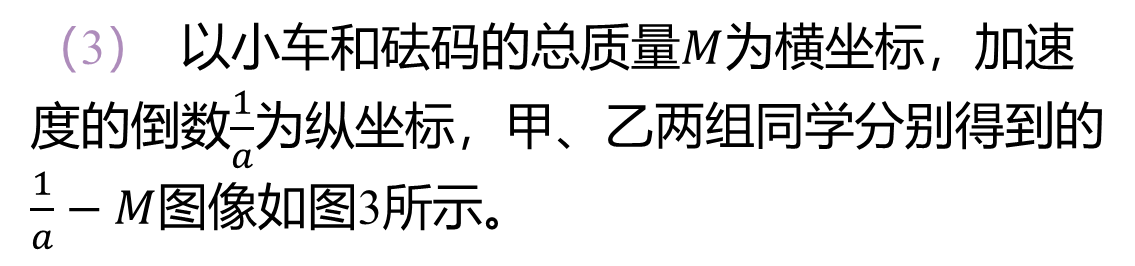 （3） 以小车和砝码的总质量M为横坐标，加速
度的倒数1/a为纵坐标，甲、乙两组同学分别得到的
1/a − M图像如图3所示。